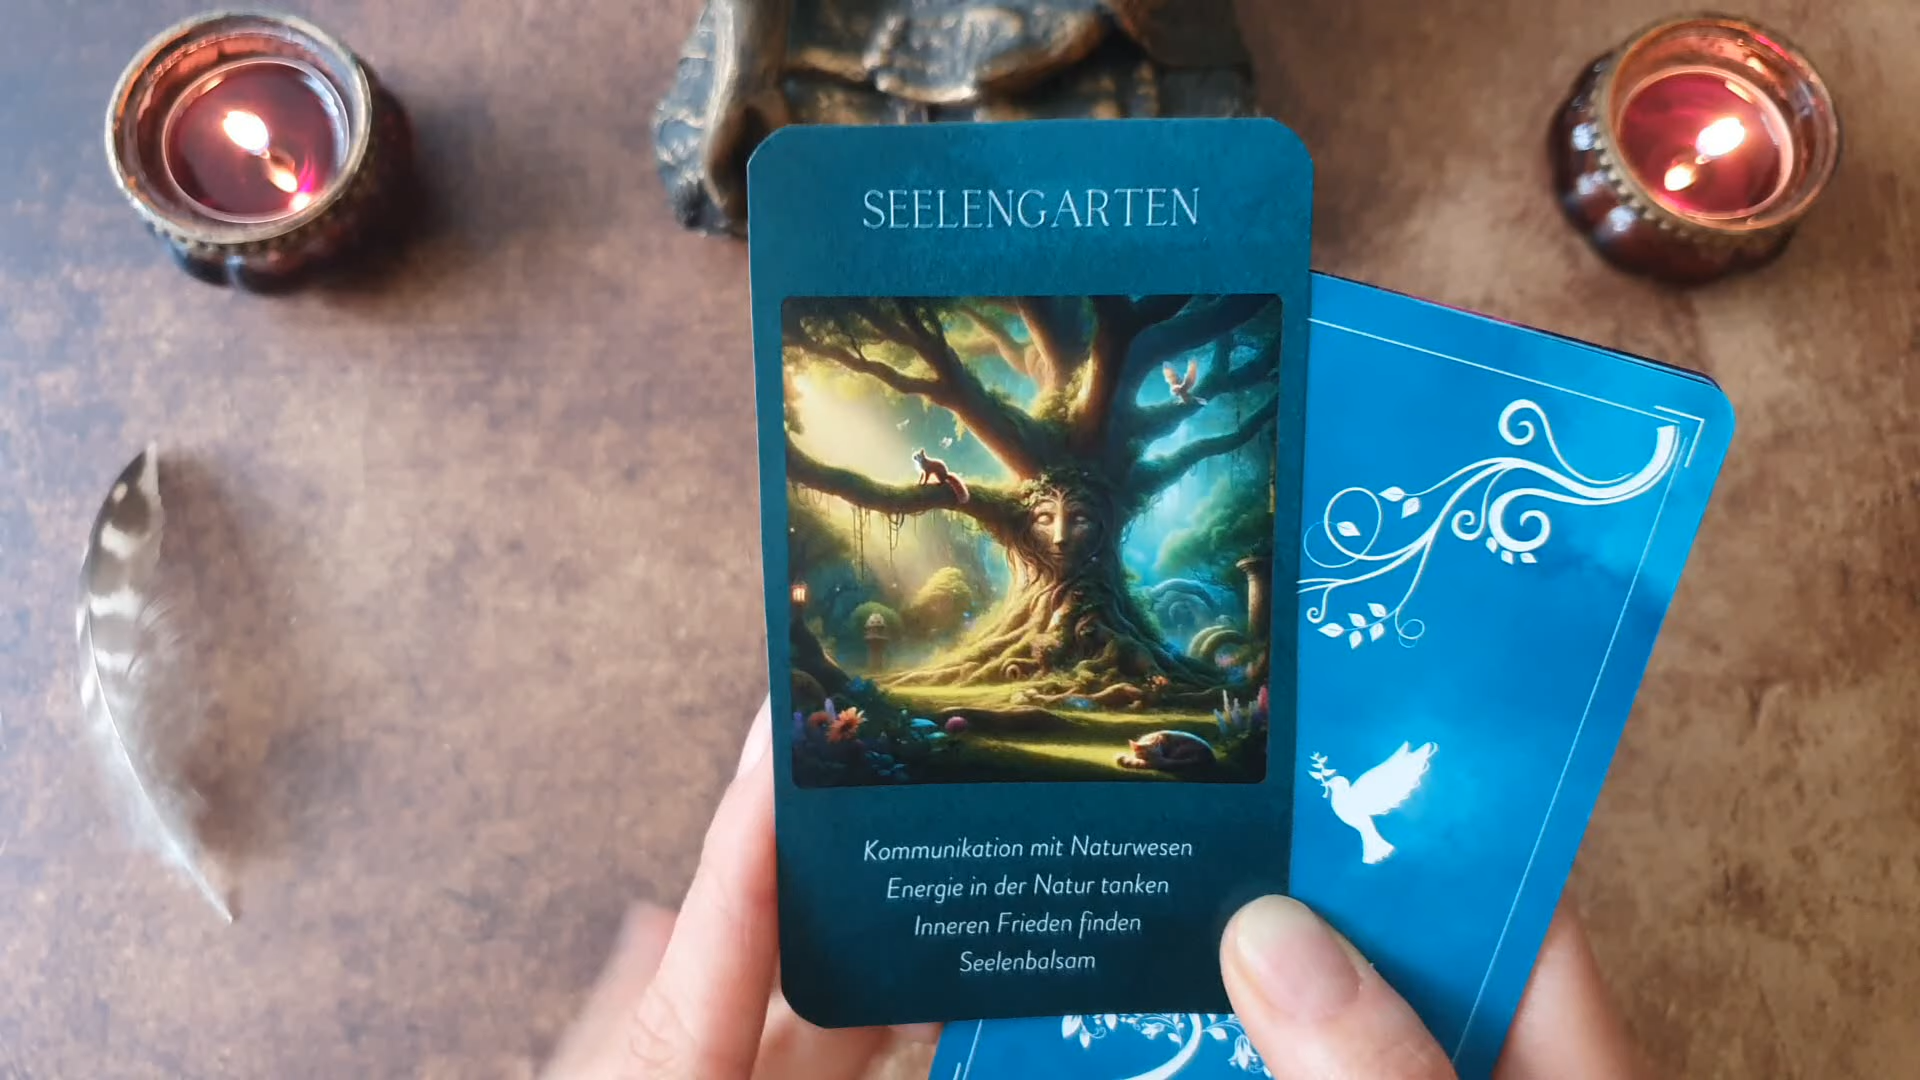 SEELENGARTEN
Kommunikation mit Naturwesen
Energie in der Natur tanken
Inneren Frieden finden
Seelenbalsam